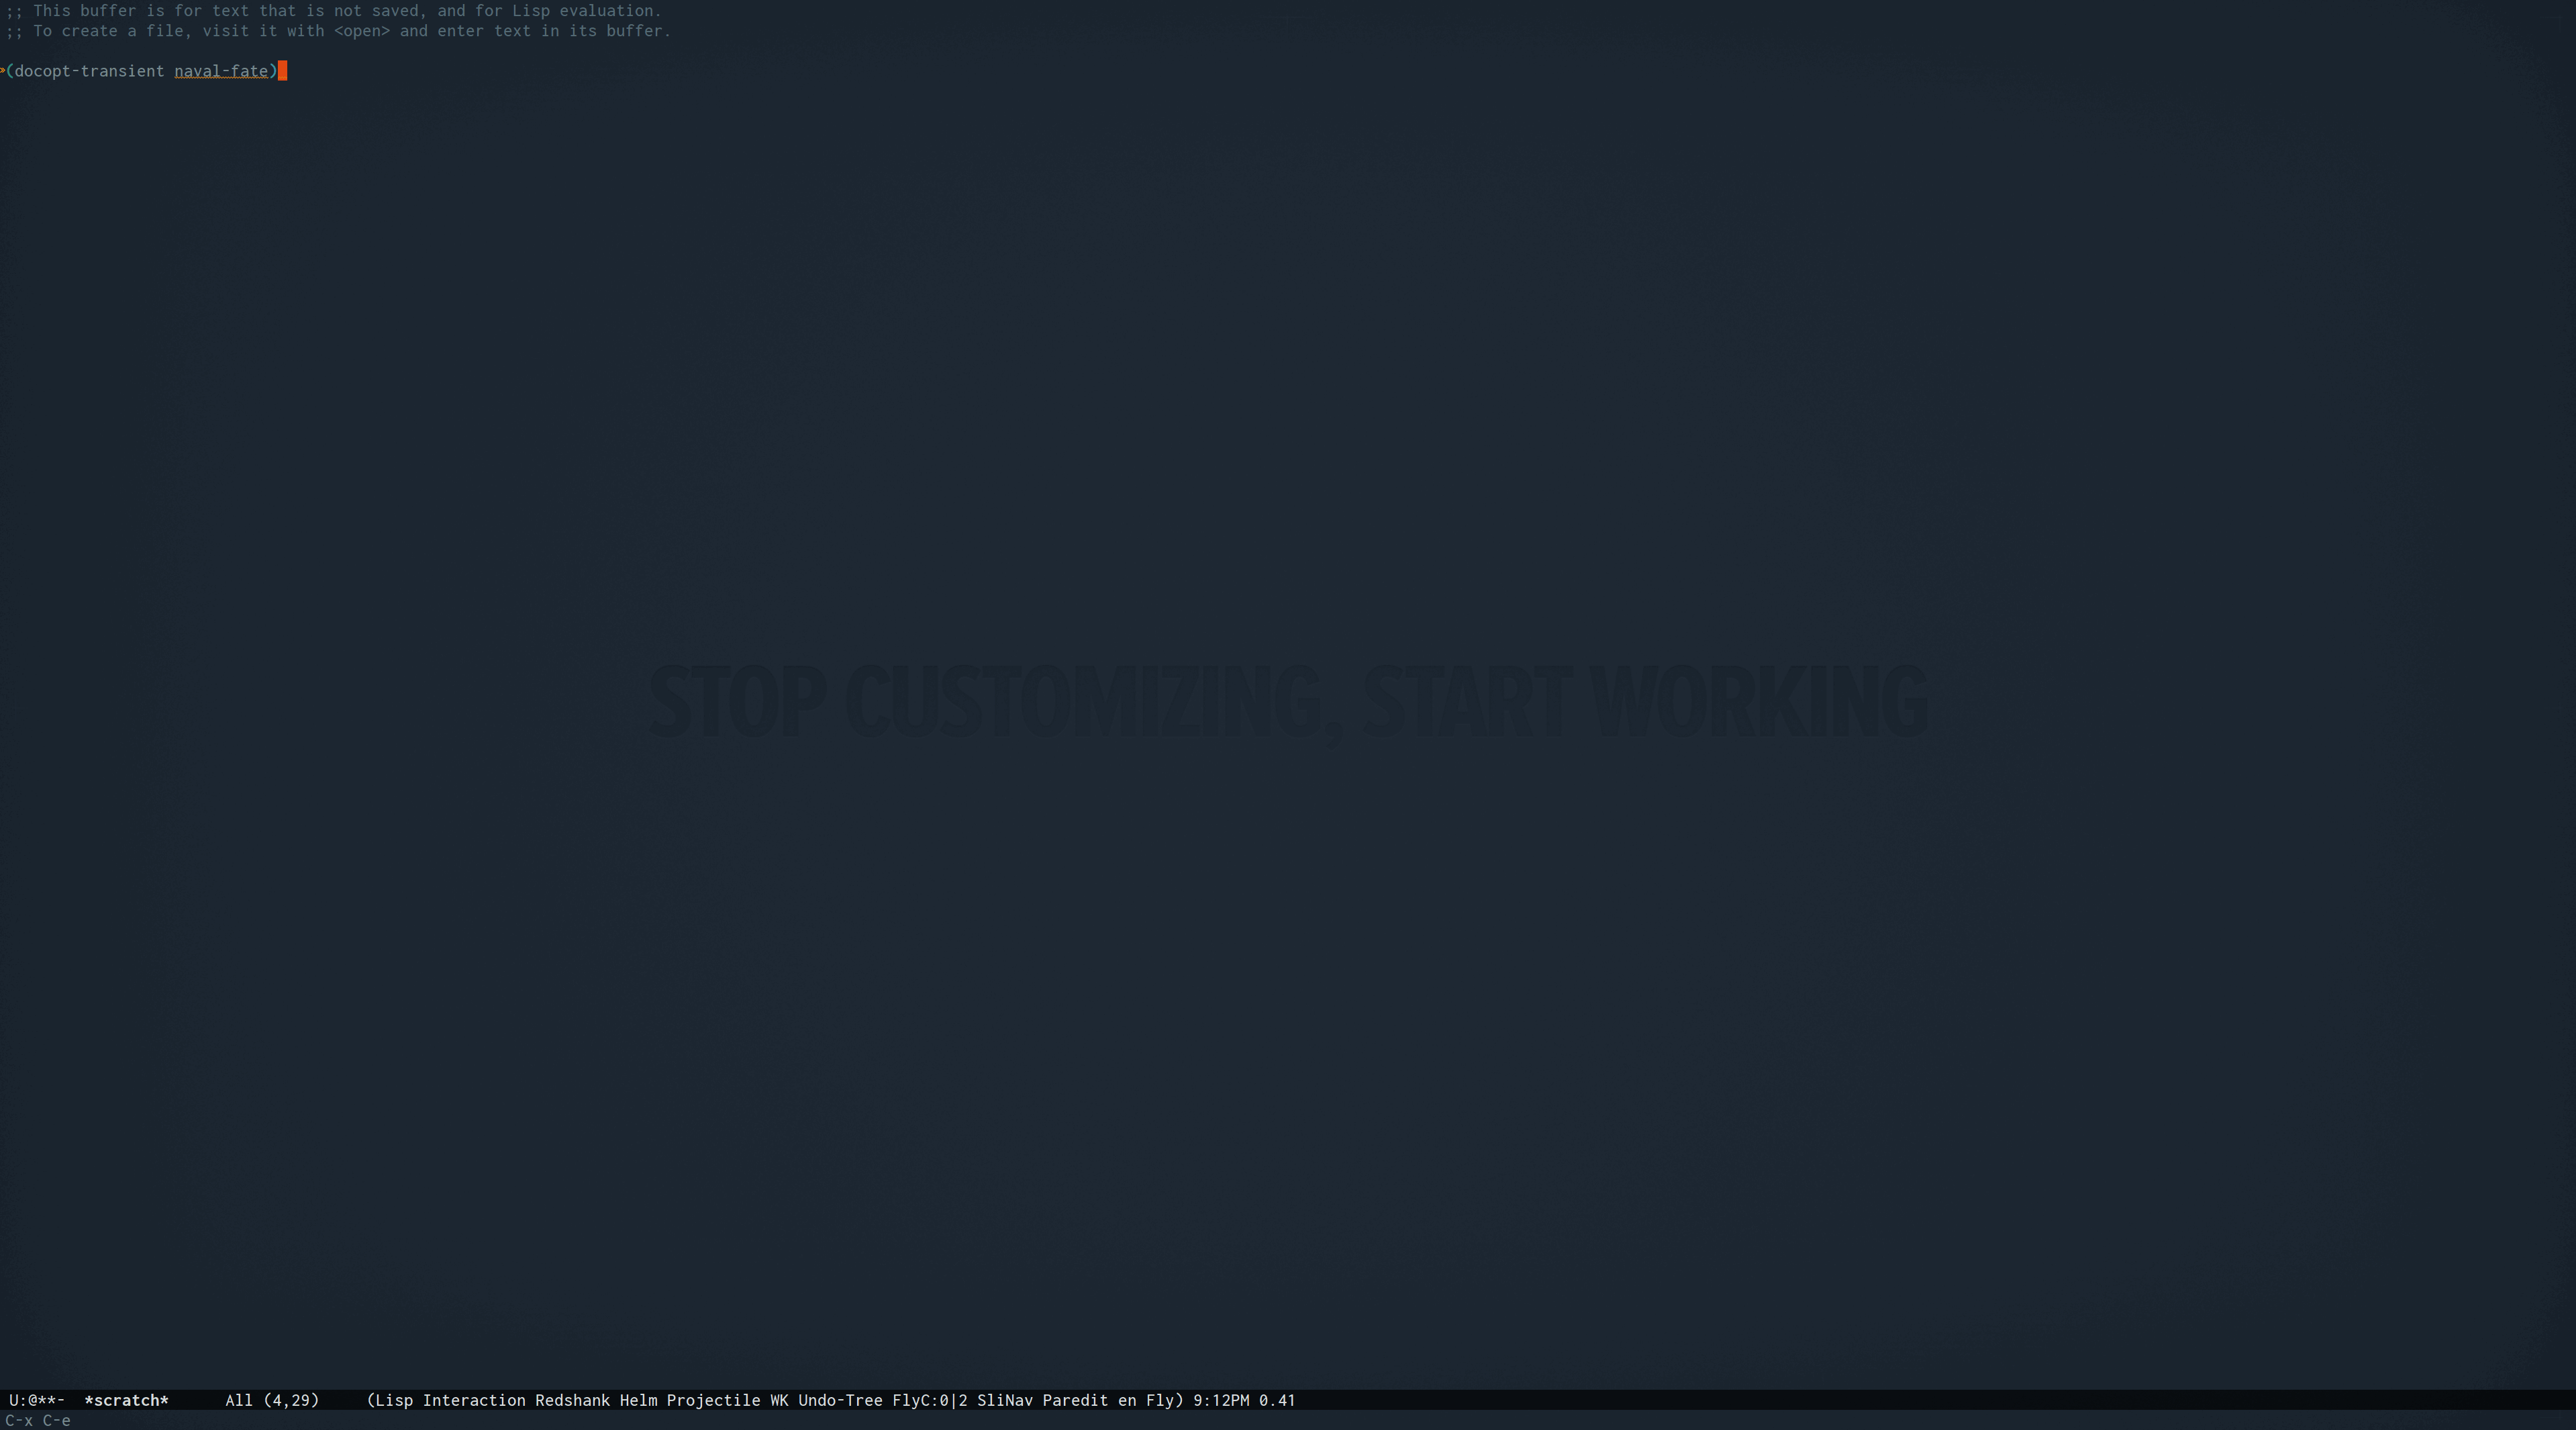 ;; This buffer is for text that is not saved, and for Lisp evaluation.
;; To create a file, visit it with <open> and enter text in its buffer.
(docopt-transient naval-fate)
STOP CUSTOMIZING, START WORKING
U:@**-  *scratch*      All (4,29)     (Lisp Interaction Redshank Helm Projectile WK Undo-Tree FlyC:0|2 SliNav Paredit en Fly) 9:12PM 0.41
C-x C-e